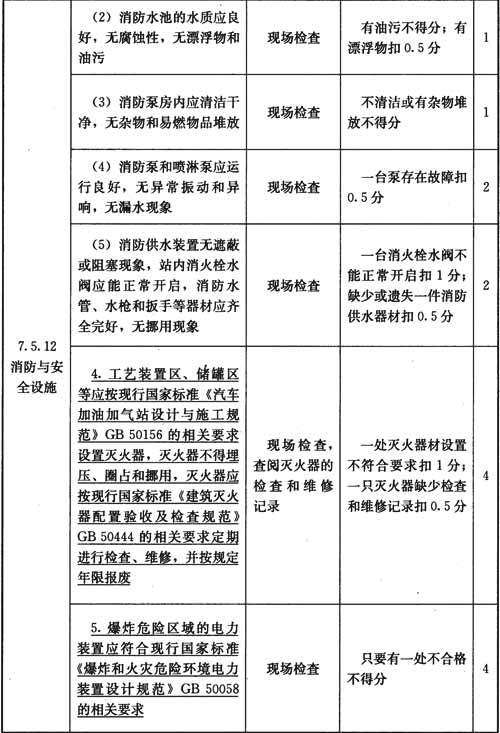 (2) 消防水池的水质应良
好，无腐蚀性，无漂浮物和
油污
现场检查
有油污不得分；有
漂浮物扣 0.5 分
1
(3) 消防泵房内应清洁干
净，无杂物和易燃物品堆放
现场检查
不清洁或有杂物堆
放不得分
1
(4) 消防泵和喷淋泵应运
行良好，无异常振动和异
响，无漏水现象
现场检查
一台泵存在故障扣
0.5 分
2
(5) 消防供水装置无遮蔽
或阻塞现象，站内消火栓水
阀应能正常开启，消防水
管、水枪和扳手等器材应齐
全完好，无挪用现象
现场检查
一台消火栓水阀不
能正常开启扣 1 分；
缺少或遗失一件消防
供水器材扣 0.5 分
2
7.5.12
消防与安
全设施
4. 工艺装置区、储罐区
等应按现行国家标准《汽车
加油加气站设计与施工规
范》GB 50156 的相关要求
设置灭火器，灭火器不得埋
压、圈占和挪用，灭火器应
按现行国家标准《建筑灭火
器配置验收及检查规范》
GB 50444 的相关要求定期
进行检查、维修，并按规定
年限报废
现场检查，
查阅灭火器的
检查和维修
记录
一处灭火器材设置
不符合要求扣 1 分；
一只灭火器缺少检查
和维修记录扣 0.5 分
4
5. 爆炸危险区域的电力
装置应符合现行国家标准
《爆炸和火灾危险环境电力
装置设计规范》GB 50058
的相关要求
现场检查
只要有一处不合格
不得分
4